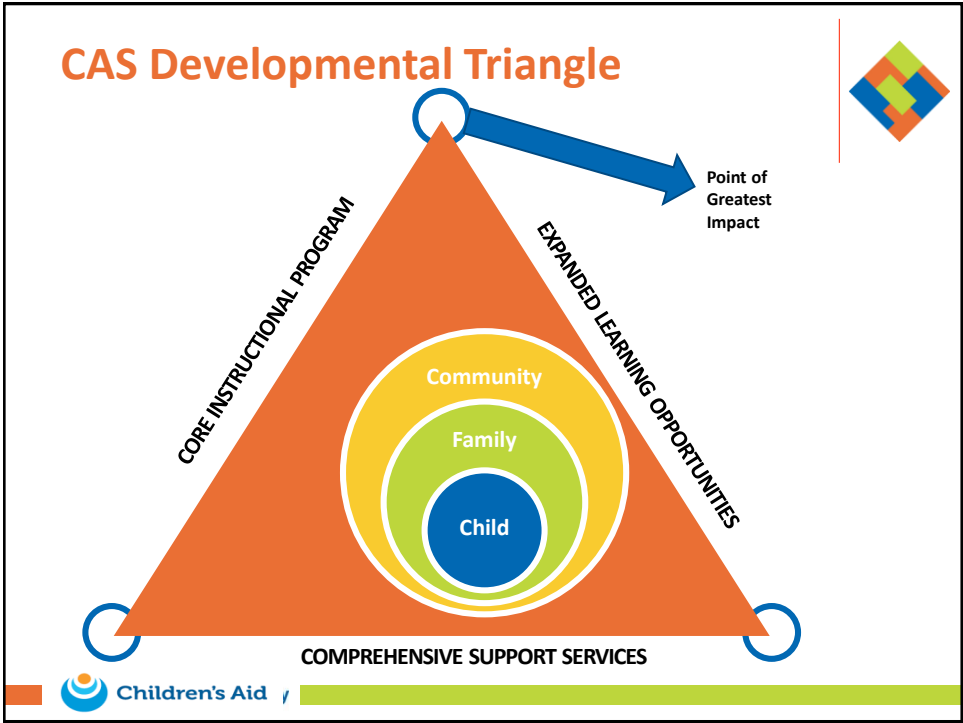 CAS Developmental Triangle
Point of
Greatest
Impact
CORE INSTRUCTIONAL PROGRAM
EXPANDED LEARNING OPPORTUNITIES
Community
Family
Child
COMPREHENSIVE SUPPORT SERVICES
Children's Aid